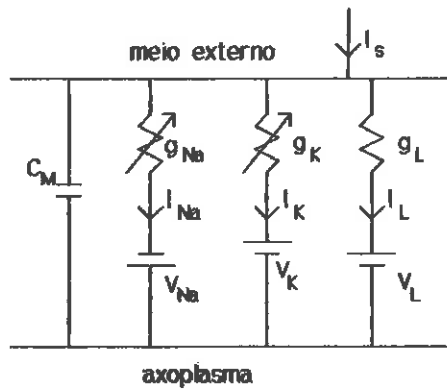 I_s
meio externo
g_Na
g_K
g_L
C_M
I_Na
I_K
I_L
V_Na
V_K
V_L
axoplasma